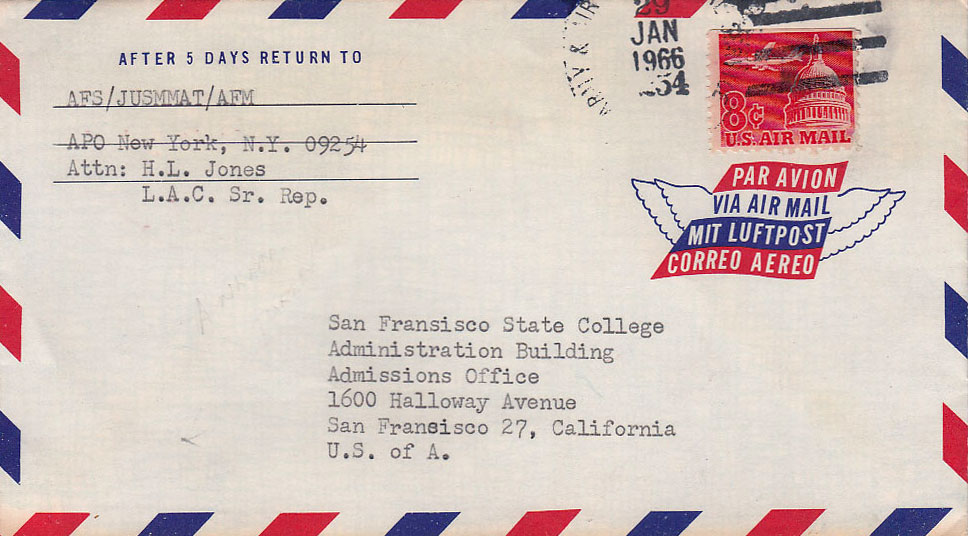 AFTER 5 DAYS RETURN TO
AFS/JUSMMAT/AFM
APO New York, N.Y. 09254
Attn: H.L. Jones
L.A.C. Sr. Rep.
29
JAN
1966
254
8¢
U.S. AIR MAIL
PAR AVION
VIA AIR MAIL
MIT LUFTPOST
CORREO AEREO
San Fransisco State College
Administration Building
Admissions Office
1600 Halloway Avenue
San Fransisco 27, California
U.S. of A.